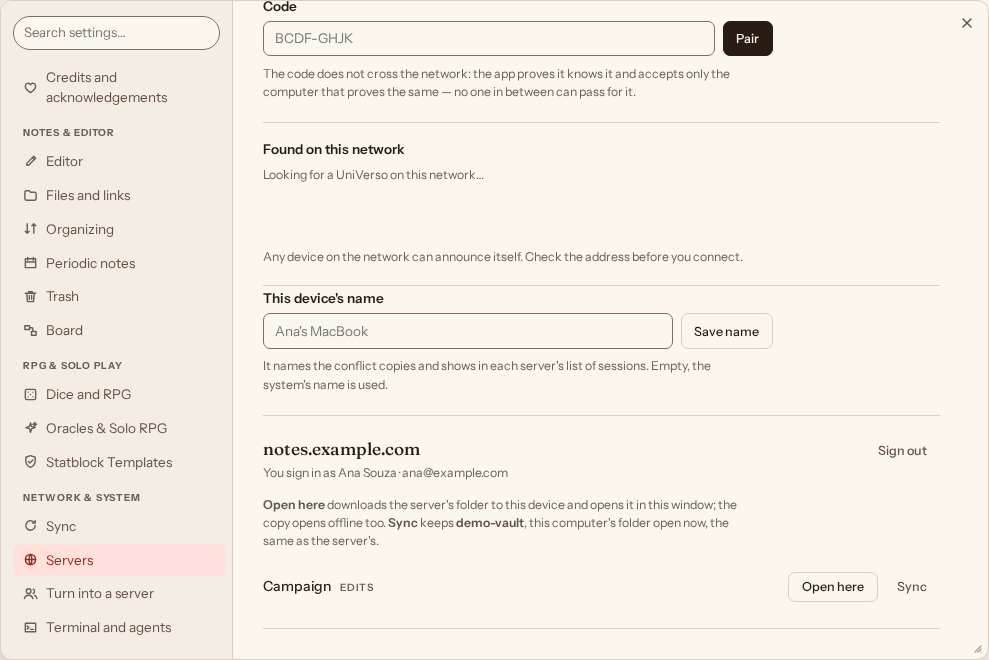 Search settings...
Credits and
acknowledgements
NOTES & EDITOR
Editor
Files and links
Organizing
Periodic notes
Trash
Board
RPG & SOLO PLAY
Dice and RPG
Oracles & Solo RPG
Statblock Templates
NETWORK & SYSTEM
Sync
Servers
Turn into a server
Terminal and agents
Code
BCDF-GHJK
Pair
The code does not cross the network: the app proves it knows it and accepts only the
computer that proves the same — no one in between can pass for it.
Found on this network
Looking for a UniVerso on this network…
Any device on the network can announce itself. Check the address before you connect.
This device's name
Ana's MacBook
Save name
It names the conflict copies and shows in each server's list of sessions. Empty, the
system's name is used.
notes.example.com
Sign out
You sign in as Ana Souza · ana@example.com
Open here downloads the server's folder to this device and opens it in this window; the
copy opens offline too. Sync keeps demo-vault, this computer's folder open now, the
same as the server's.
Campaign EDITS
Open here
Sync